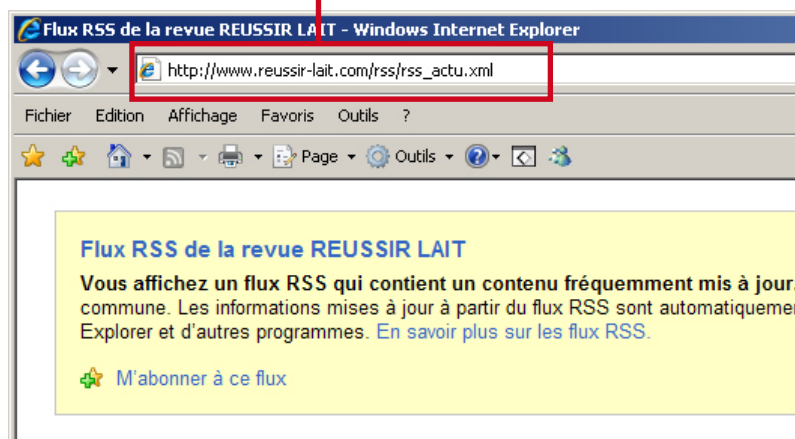 Flux RSS de la revue REUSSIR LAIT - Windows Internet Explorer
http://www.reussir-lait.com/rss/rss_actu.xml
Fichier Edition Affichage Favoris Outils ?
Page Outils
Flux RSS de la revue REUSSIR LAIT
Vous affichez un flux RSS qui contient un contenu fréquemment mis à jour.
commune. Les informations mises à jour à partir du flux RSS sont automatiquemen
Explorer et d'autres programmes. En savoir plus sur les flux RSS.
M'abonner à ce flux